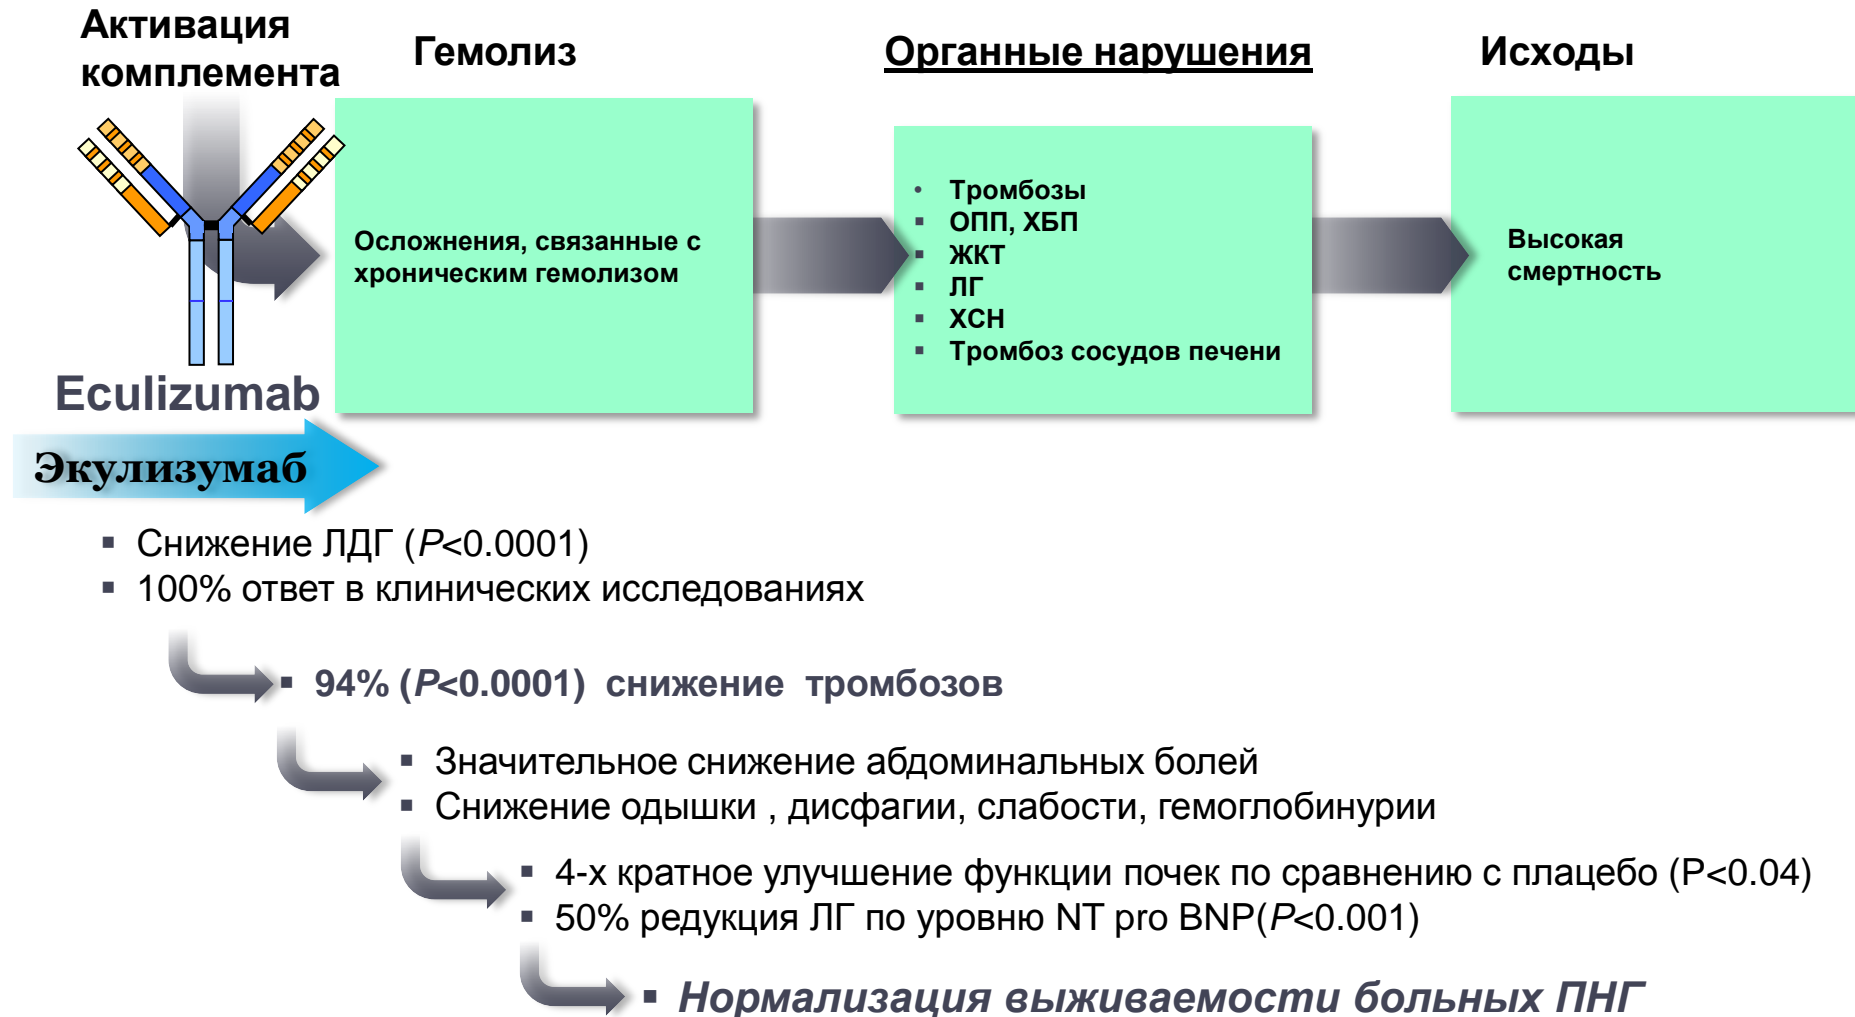 Активация
комплемента
Гемолиз
Органные нарушения
Исходы
Осложнения, связанные с
хроническим гемолизом
• Тромбозы
▪ ОПП, ХБП
▪ ЖКТ
▪ ЛГ
▪ ХСН
▪ Тромбоз сосудов печени
Высокая
смертность
Eculizumab
Экулизумаб
▪ Снижение ЛДГ (P<0.0001)
▪ 100% ответ в клинических исследованиях
▪ 94% (P<0.0001) снижение тромбозов
▪ Значительное снижение абдоминальных болей
▪ Снижение одышки , дисфагии, слабости, гемоглобинурии
▪ 4-х кратное улучшение функции почек по сравнению с плацебо (P<0.04)
▪ 50% редукция ЛГ по уровню NT pro BNP(P<0.001)
▪ Нормализация выживаемости больных ПНГ